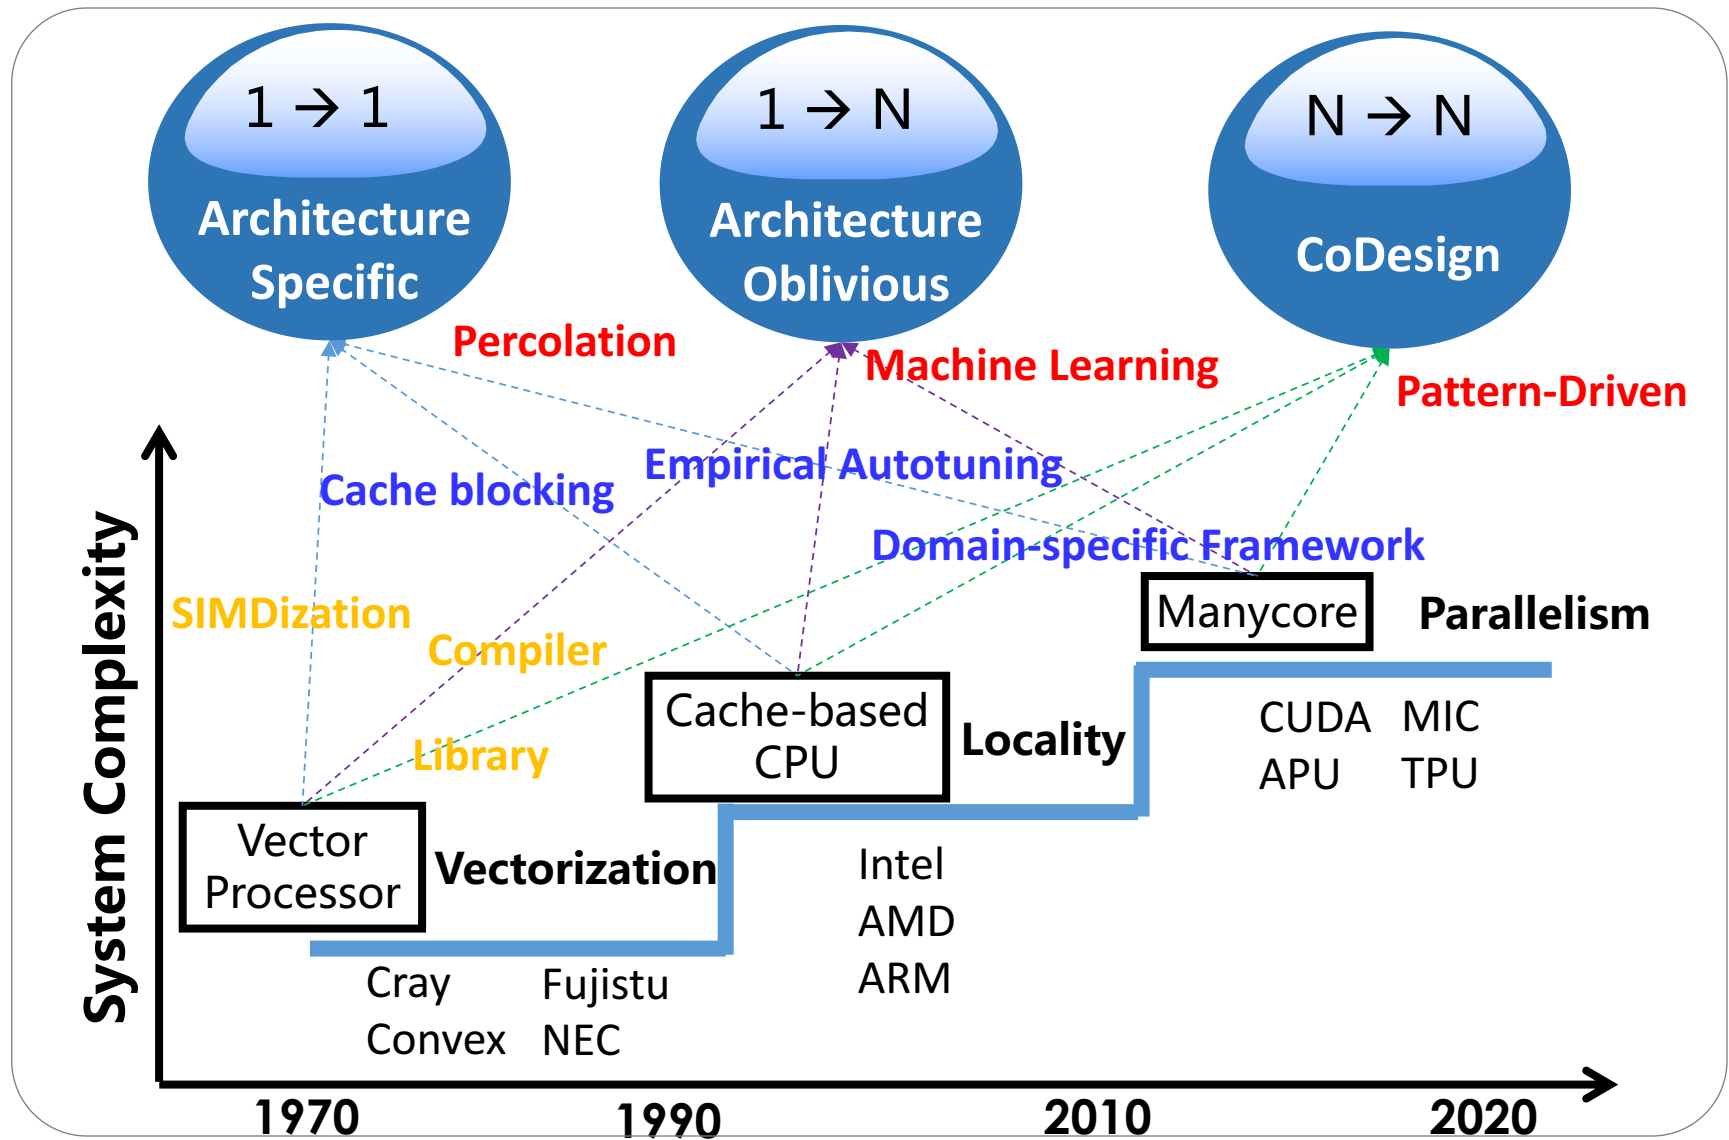 1 → 1
1 → N
N → N
Architecture
Specific
Architecture
Oblivious
CoDesign
Percolation
Machine Learning
Pattern-Driven
Cache blocking
Empirical Autotuning
Domain-specific Framework
SIMDization
Compiler
Library
System Complexity
Manycore
Parallelism
Cache-based
CPU
Locality
CUDA MIC
APU TPU
Vector
Processor
Vectorization
Intel
AMD
ARM
Cray Fujistu
Convex NEC
1970 1990 2010 2020